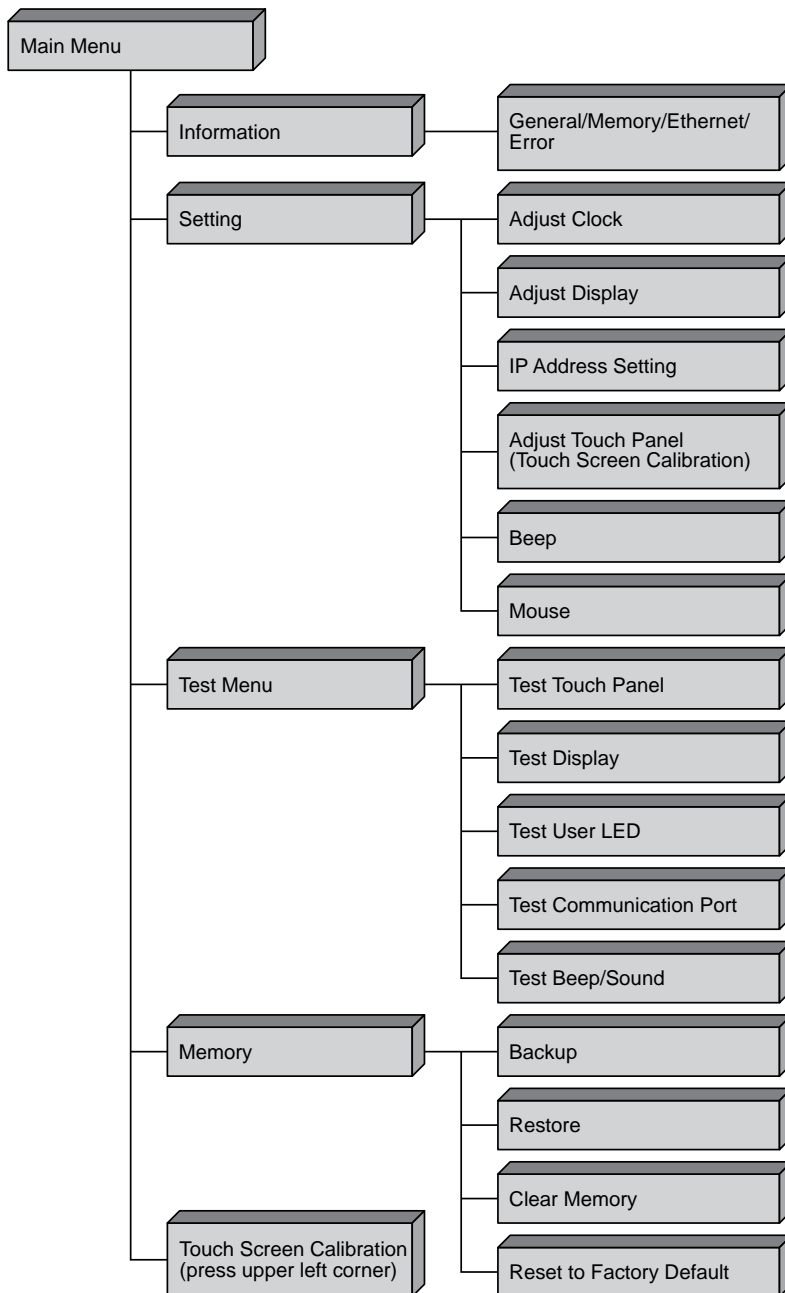 Main Menu
Information
General/Memory/Ethernet/
Error
Setting
Adjust Clock
Adjust Display
IP Address Setting
Adjust Touch Panel
(Touch Screen Calibration)
Beep
Mouse
Test Menu
Test Touch Panel
Test Display
Test User LED
Test Communication Port
Test Beep/Sound
Memory
Backup
Restore
Clear Memory
Touch Screen Calibration
(press upper left corner)
Reset to Factory Default